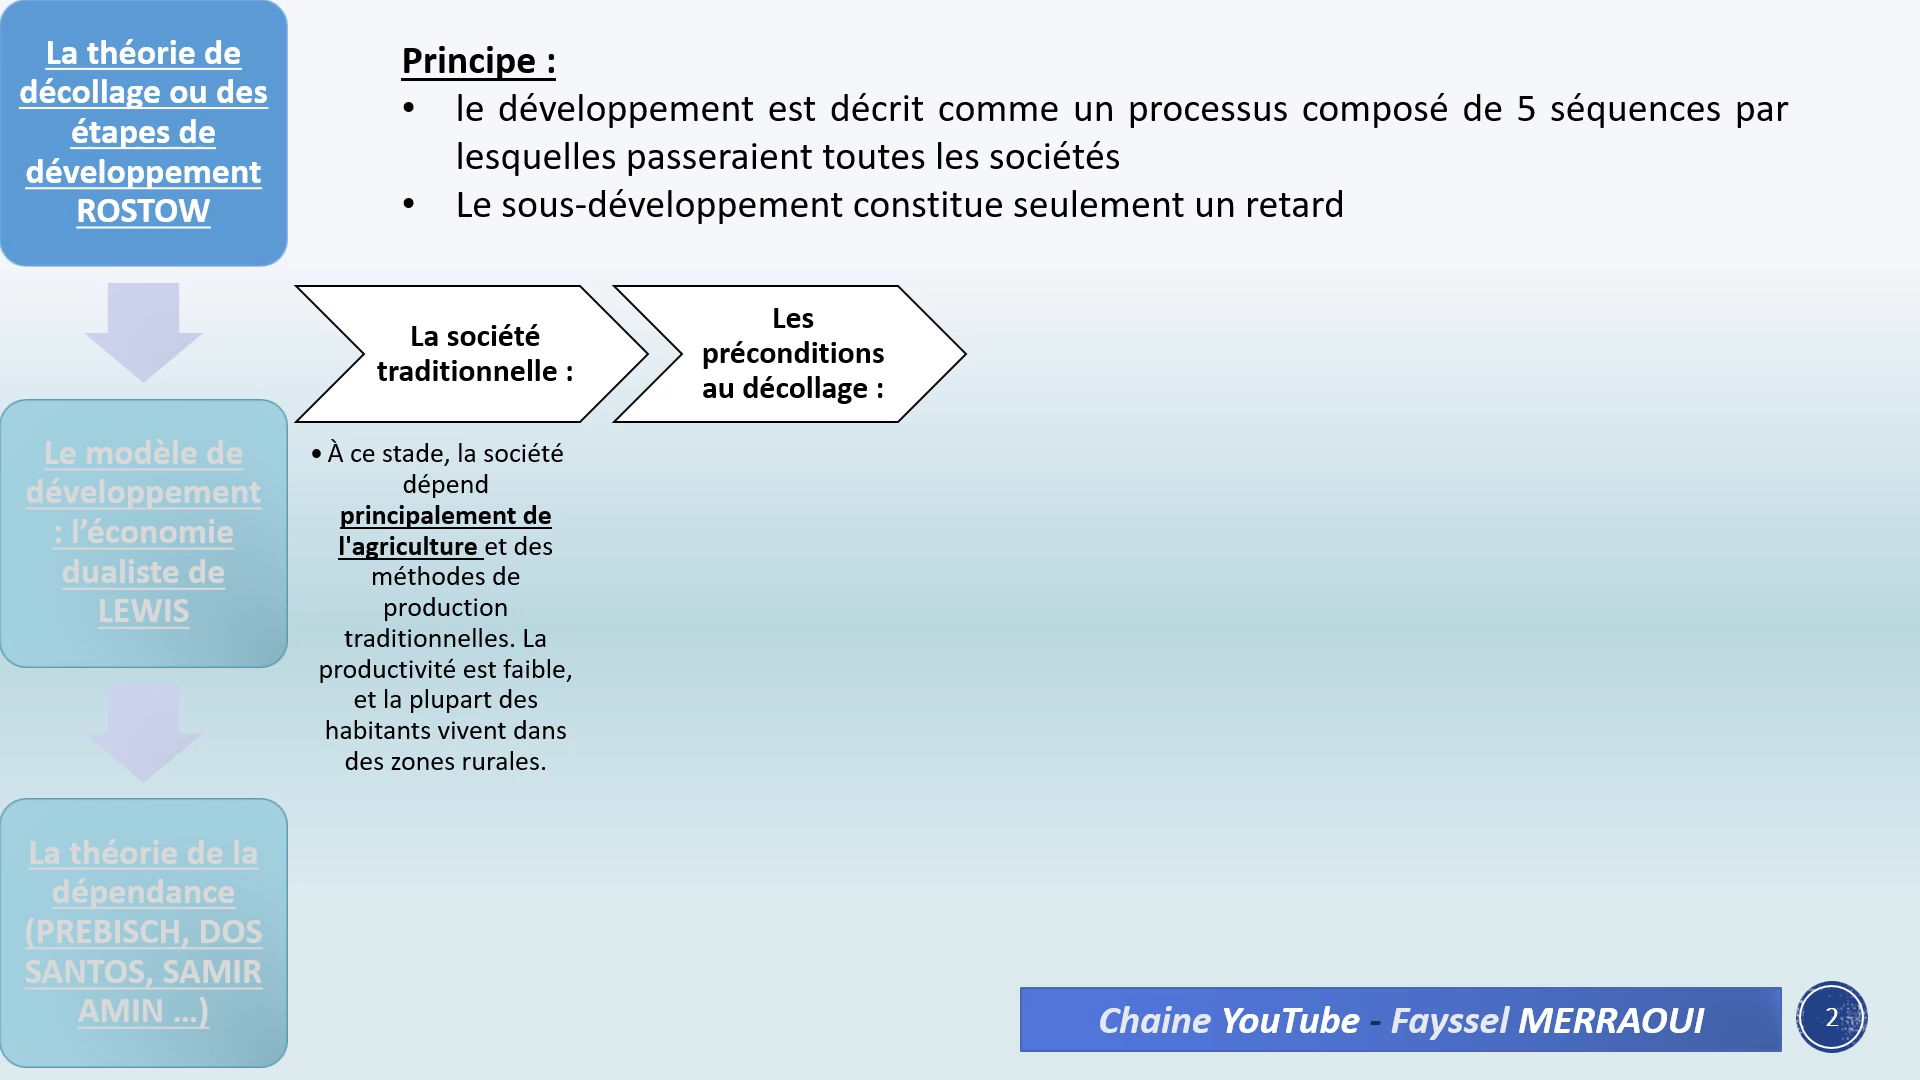 La théorie de
décollage ou des
étapes de
développement
ROSTOW
Le modèle de
développement
: l’économie
dualiste de
LEWIS
La théorie de la
dépendance
(PREBISCH, DOS
SANTOS, SAMIR
AMIN …)
Principe :
• le développement est décrit comme un processus composé de 5 séquences par
lesquelles passeraient toutes les sociétés
• Le sous-développement constitue seulement un retard
La société
traditionnelle :
• À ce stade, la société
dépend
principalement de
l'agriculture et des
méthodes de
production
traditionnelles. La
productivité est faible,
et la plupart des
habitants vivent dans
des zones rurales.
Les
préconditions
au décollage :
Chaine YouTube - Fayssel MERRAOUI
2